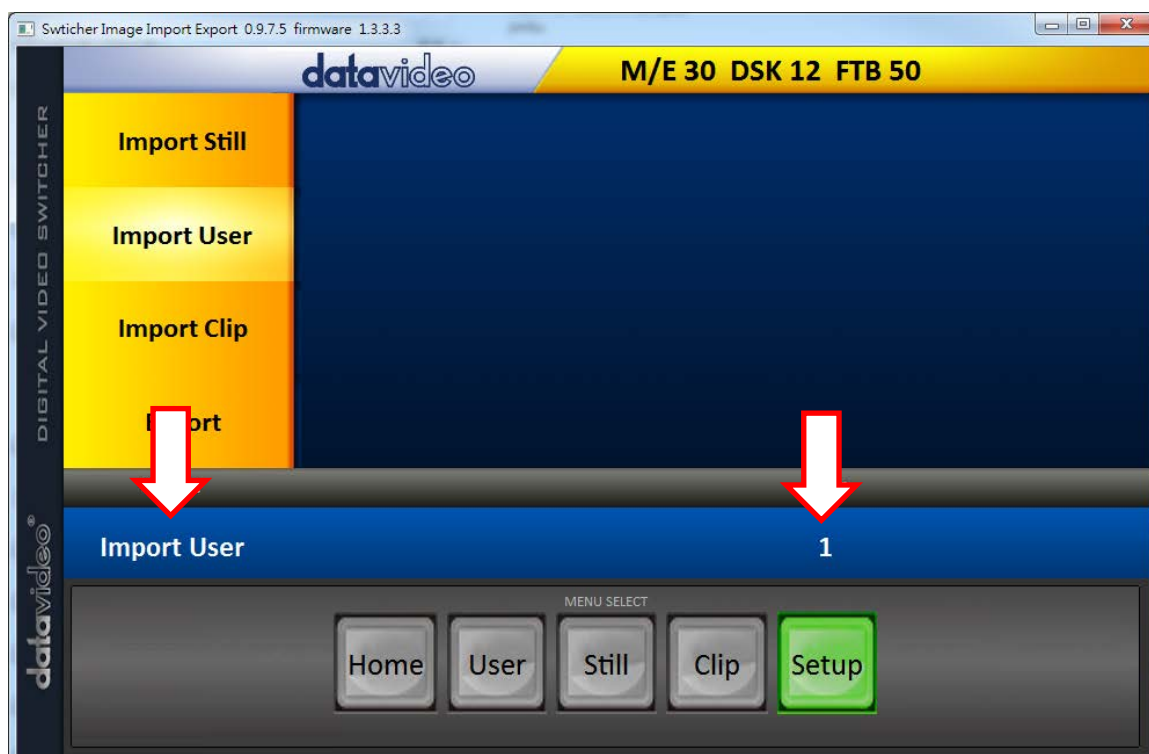 Swticher Image Import Export 0.9.7.5 firmware 1.3.3.3
datavideo
M/E 30 DSK 12 FTB 50
DIGITAL VIDEO SWITCHER
datavideo®
Import Still
Import User
Import Clip
ort
Import User
1
MENU SELECT
Home
User
Still
Clip
Setup